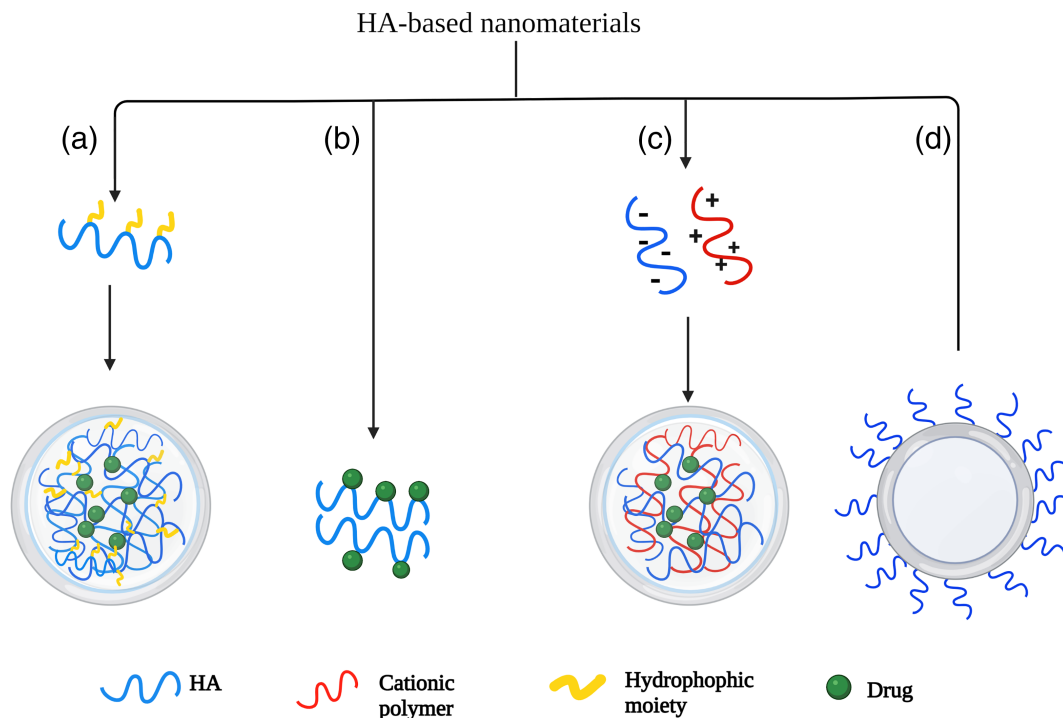 HA-based nanomaterials
(a)
(b)
(c)
(d)
- + 
- + +
- +
-
HA
Cationic
polymer
Hydrophophic
moiety
Drug